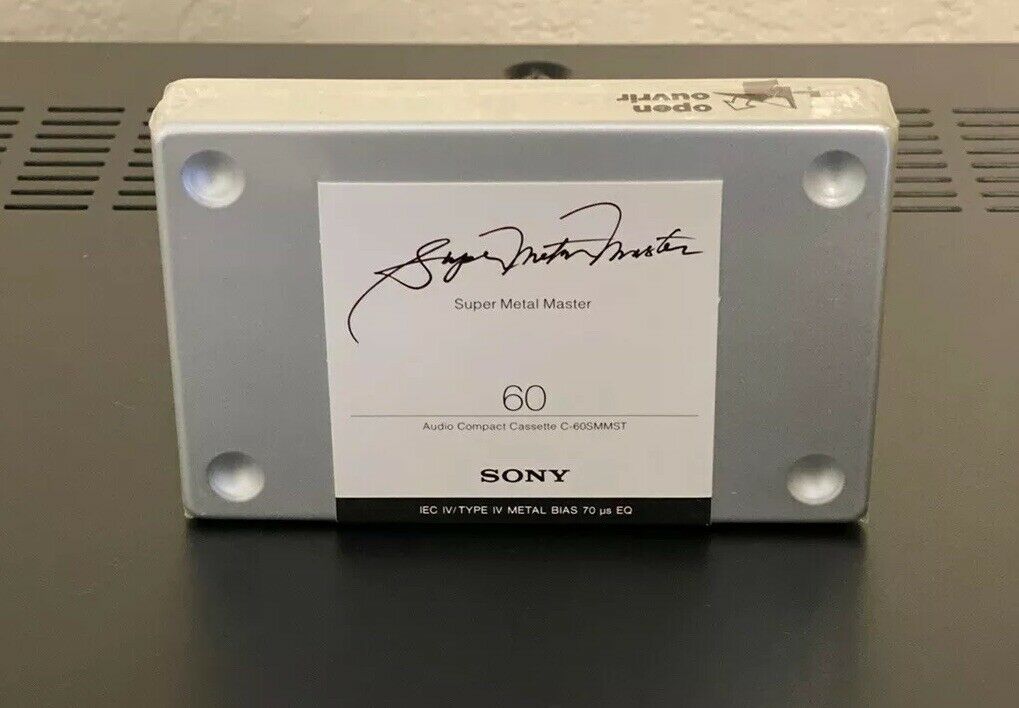 open
ouvrir
Super Metal Master
Super Metal Master
60
Audio Compact Cassette C-60SMMST
SONY
IEC IV/TYPE IV METAL BIAS 70 µs EQ